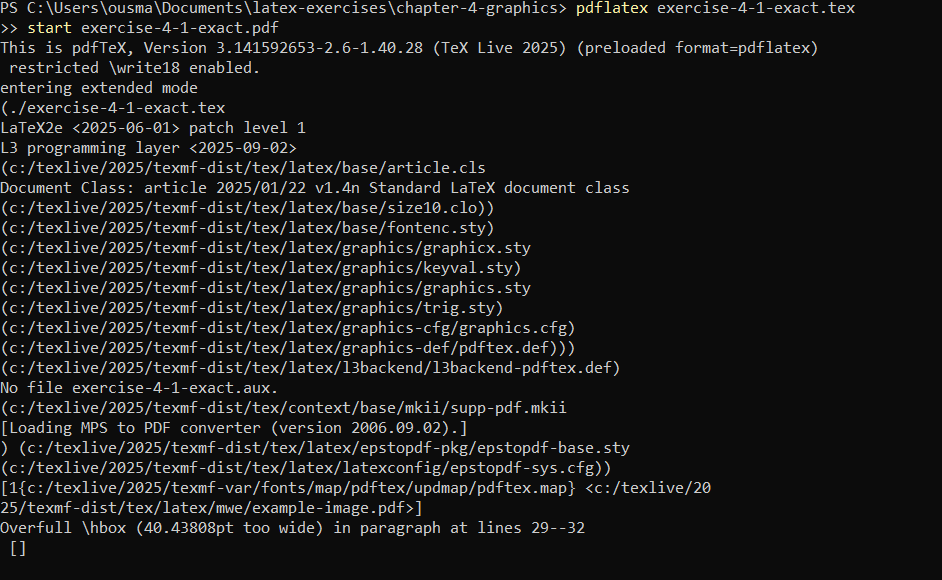 PS C:\Users\ousma\Documents\latex-exercises\chapter-4-graphics> pdflatex exercise-4-1-exact.tex
>> start exercise-4-1-exact.pdf
This is pdfTeX, Version 3.141592653-2.6-1.40.28 (TeX Live 2025) (preloaded format=pdflatex)
 restricted \write18 enabled.
entering extended mode
(./exercise-4-1-exact.tex
LaTeX2e <2025-06-01> patch level 1
L3 programming layer <2025-09-02>
(c:/texlive/2025/texmf-dist/tex/latex/base/article.cls
Document Class: article 2025/01/22 v1.4n Standard LaTeX document class
(c:/texlive/2025/texmf-dist/tex/latex/base/size10.clo))
(c:/texlive/2025/texmf-dist/tex/latex/base/fontenc.sty)
(c:/texlive/2025/texmf-dist/tex/latex/graphics/graphicx.sty
(c:/texlive/2025/texmf-dist/tex/latex/graphics/keyval.sty)
(c:/texlive/2025/texmf-dist/tex/latex/graphics/graphics.sty
(c:/texlive/2025/texmf-dist/tex/latex/graphics/trig.sty)
(c:/texlive/2025/texmf-dist/tex/latex/graphics-cfg/graphics.cfg)
(c:/texlive/2025/texmf-dist/tex/latex/graphics-def/pdftex.def)))
(c:/texlive/2025/texmf-dist/tex/latex/l3backend/l3backend-pdftex.def)
No file exercise-4-1-exact.aux.
(c:/texlive/2025/texmf-dist/tex/context/base/mkii/supp-pdf.mkii
[Loading MPS to PDF converter (version 2006.09.02).]
) (c:/texlive/2025/texmf-dist/tex/latex/epstopdf-pkg/epstopdf-base.sty
(c:/texlive/2025/texmf-dist/tex/latex/latexconfig/epstopdf-sys.cfg))
[1{c:/texlive/2025/texmf-var/fonts/map/pdftex/updmap/pdftex.map} <c:/texlive/20
25/texmf-dist/tex/latex/mwe/example-image.pdf>]
Overfull \hbox (40.43808pt too wide) in paragraph at lines 29--32
 []